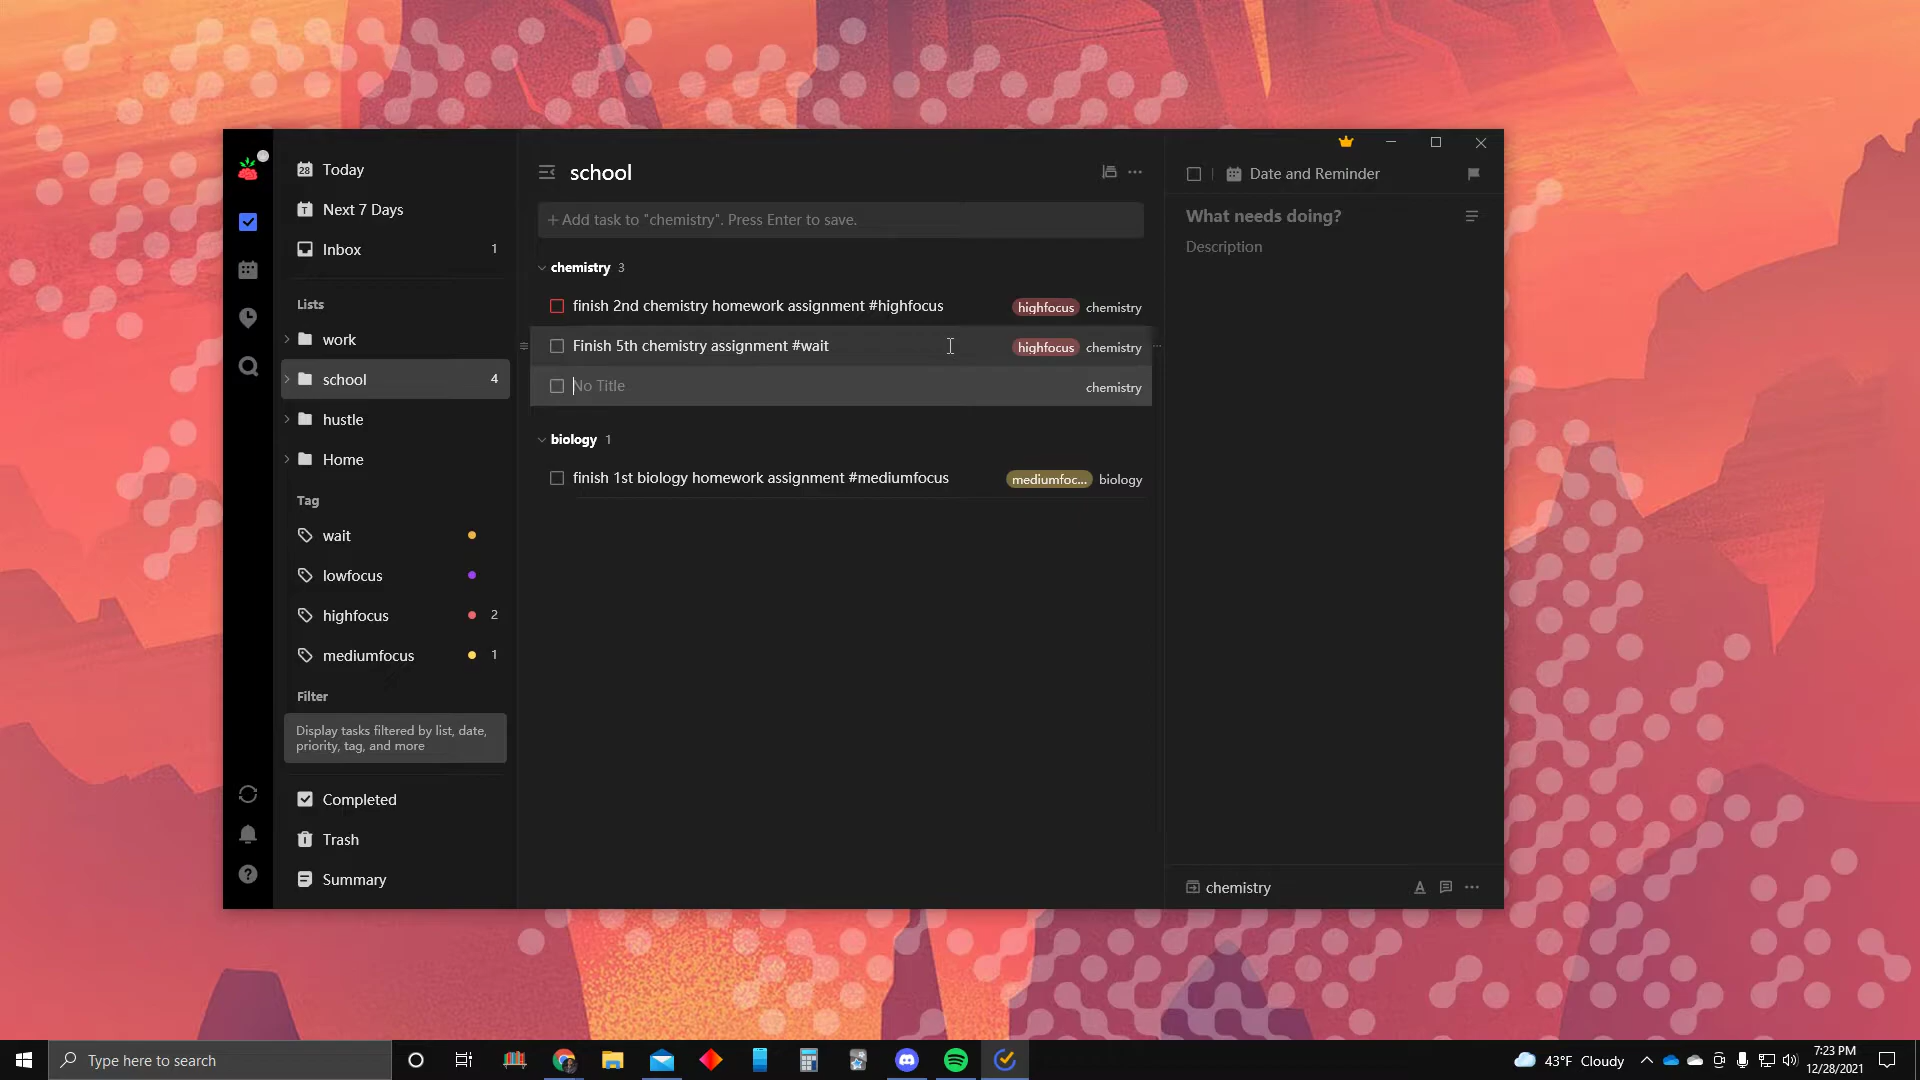 28
Today
T
Next 7 Days
Inbox
1
Lists
work
school
4
hustle
Home
Tag
wait
lowfocus
highfocus
2
mediumfocus
1
Filter
Display tasks filtered by list, date,
priority, tag, and more
Completed
Trash
Summary
school
+ Add task to "chemistry". Press Enter to save.
chemistry 3
finish 2nd chemistry homework assignment #highfocus
highfocus
chemistry
Finish 5th chemistry assignment #wait
highfocus
chemistry
No Title
chemistry
biology 1
finish 1st biology homework assignment #mediumfocus
mediumfoc...
biology
Date and Reminder
What needs doing?
Description
chemistry
A
Type here to search
43°F Cloudy
7:23 PM
12/28/2021